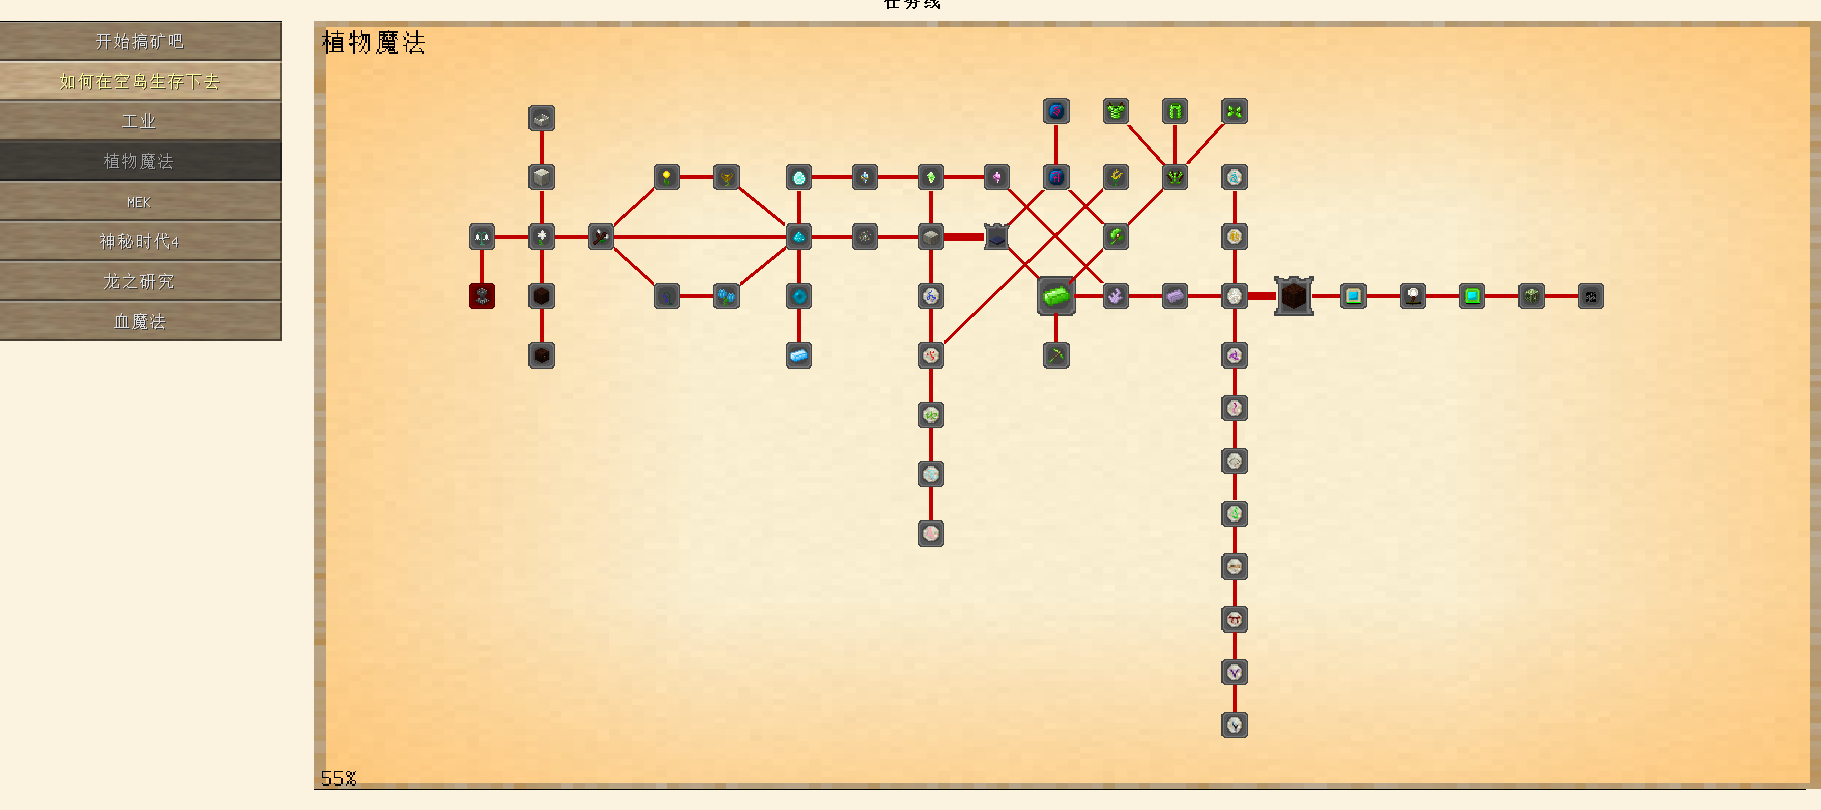 任务线
开始搞矿吧
如何在空岛生存下去
工业
植物魔法
MEK
神秘时代4
龙之研究
血魔法
植物魔法
55%